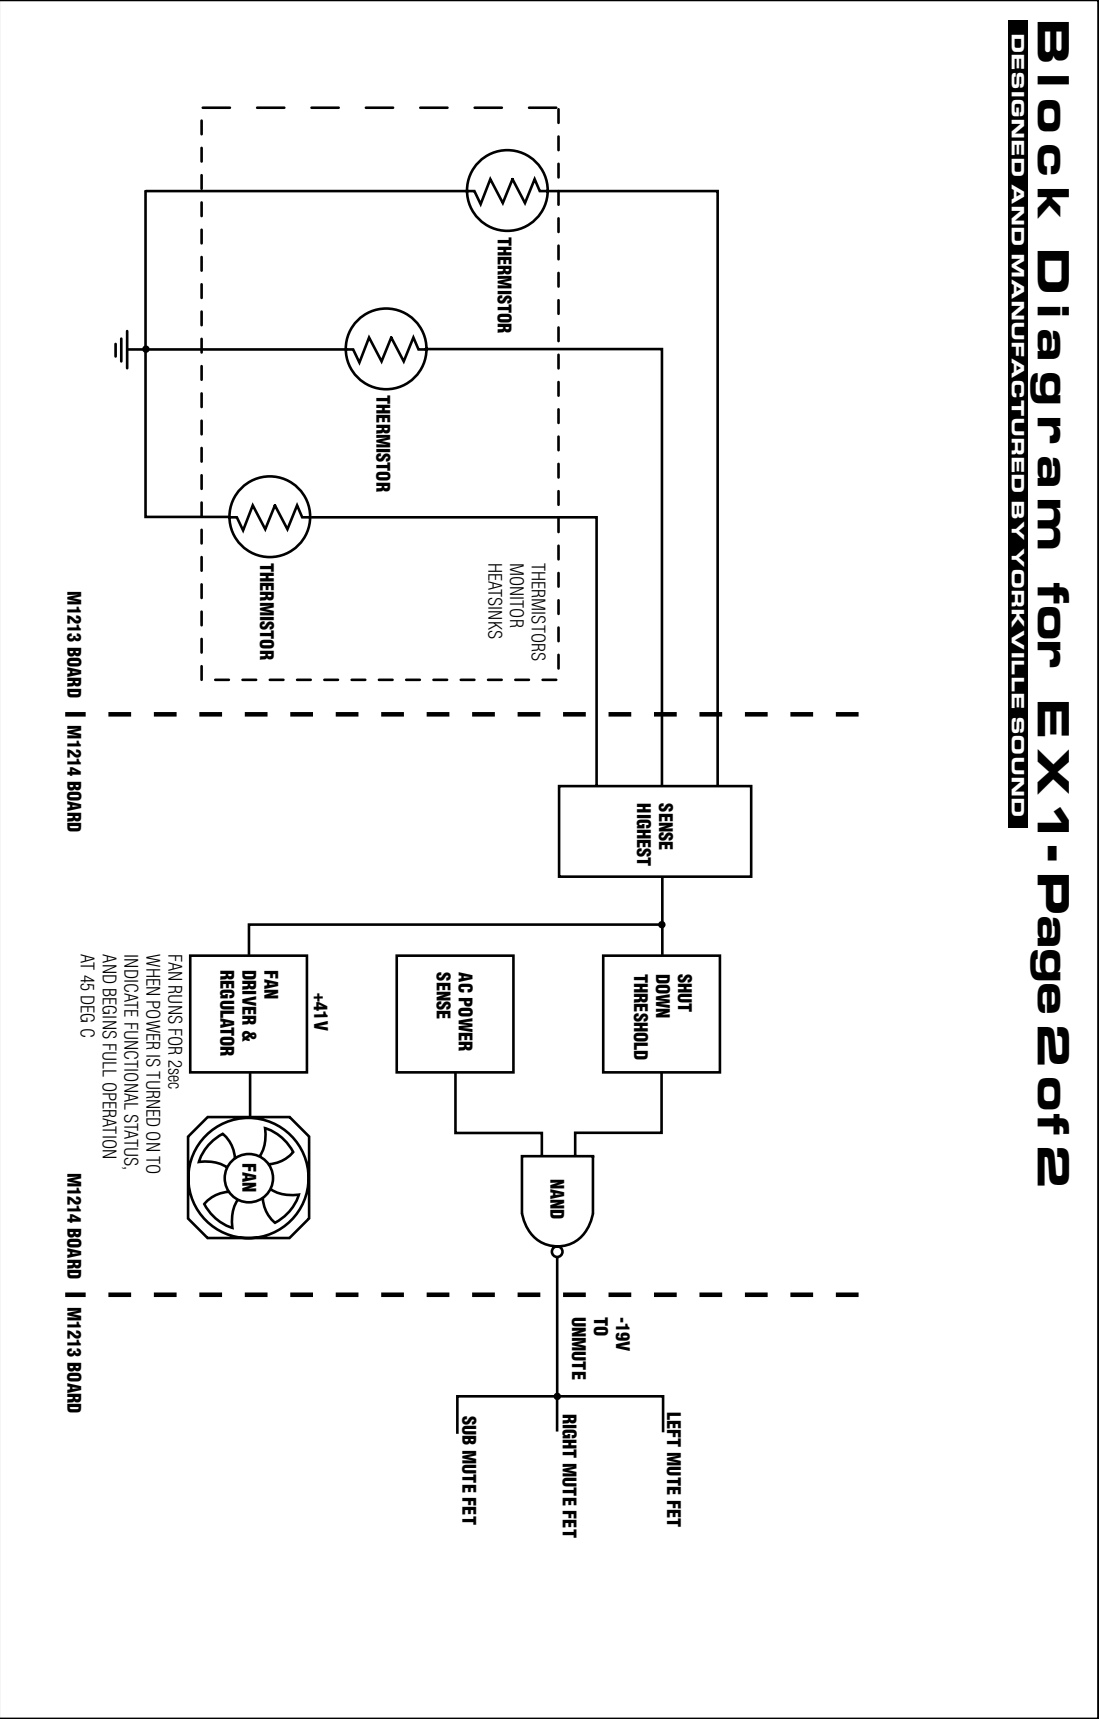 Block Diagram for EX1-Page 2 of 2
DESIGNED AND MANUFACTURED BY YORKVILLE SOUND
THERMISTOR
THERMISTOR
THERMISTOR
THERMISTORS
MONITOR
HEATSINKS
M1213 BOARD
M1214 BOARD
SENSE
HIGHEST
SHUT
DOWN
THRESHOLD
AC POWER
SENSE
+41V
FAN
DRIVER &
REGULATOR
FAN RUNS FOR 2sec
WHEN POWER IS TURNED ON TO
INDICATE FUNCTIONAL STATUS,
AND BEGINS FULL OPERATION
AT 45 DEG C
FAN
NAND
M1214 BOARD
M1213 BOARD
-19V
TO
UNMUTE
LEFT MUTE FET
RIGHT MUTE FET
SUB MUTE FET